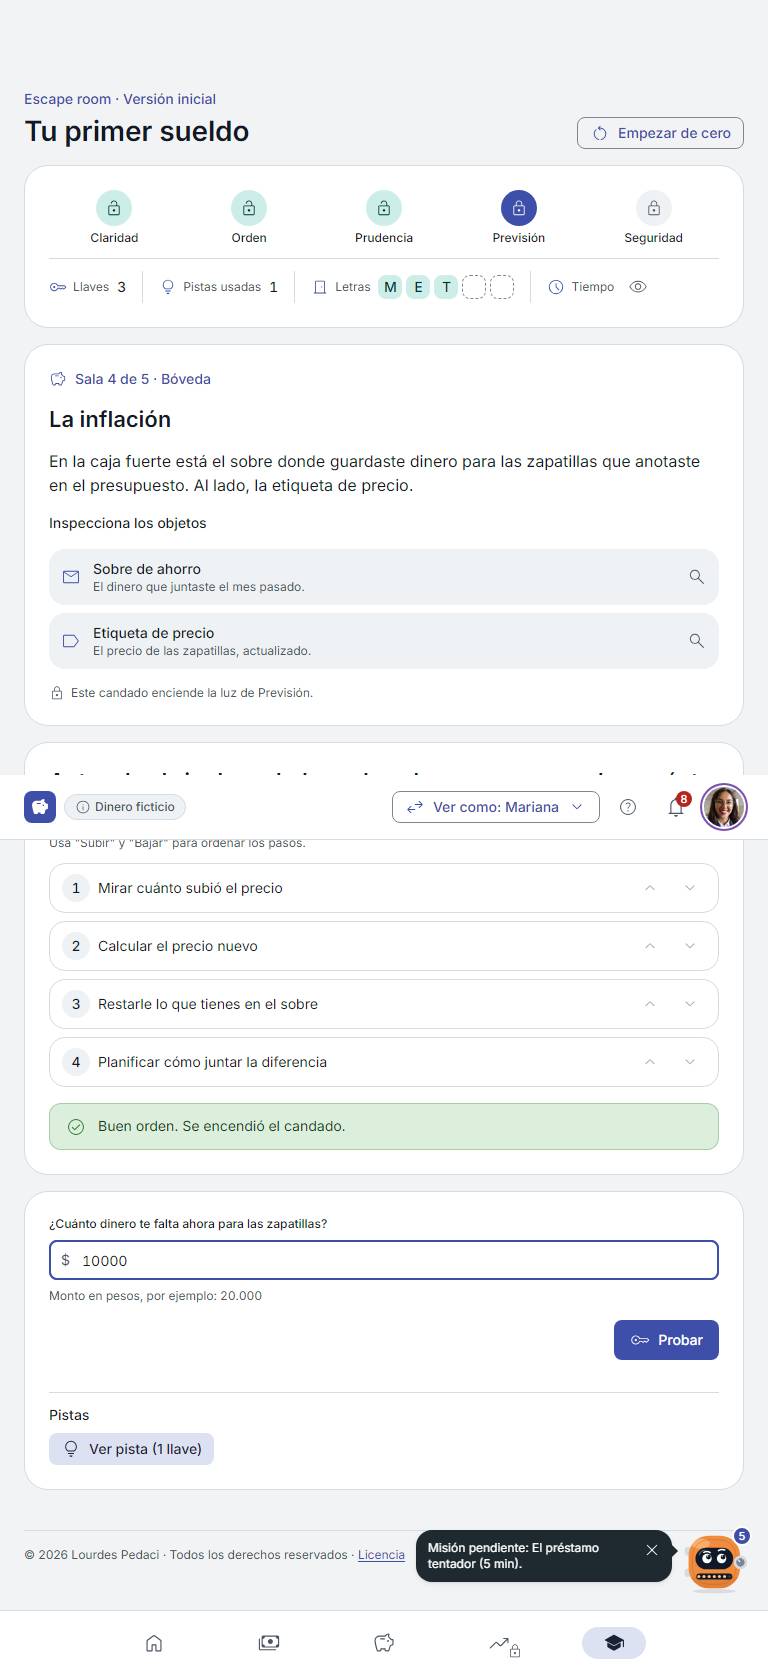 Escape room · Versión inicial
Tu primer sueldo
Empezar de cero
Claridad
Orden
Prudencia
Previsión
Seguridad
Llaves 3
Pistas usadas 1
Letras M E T
Tiempo
Sala 4 de 5 · Bóveda
La inflación
En la caja fuerte está el sobre donde guardaste dinero para las zapatillas que anotaste
en el presupuesto. Al lado, la etiqueta de precio.
Inspecciona los objetos
Sobre de ahorro
El dinero que juntaste el mes pasado.
Etiqueta de precio
El precio de las zapatillas, actualizado.
Este candado enciende la luz de Previsión.
Dinero ficticio
Ver como: Mariana
8
Usa "Subir" y "Bajar" para ordenar los pasos.
1 Mirar cuánto subió el precio
2 Calcular el precio nuevo
3 Restarle lo que tienes en el sobre
4 Planificar cómo juntar la diferencia
Buen orden. Se encendió el candado.
¿Cuánto dinero te falta ahora para las zapatillas?
$ 10000
Monto en pesos, por ejemplo: 20.000
Probar
Pistas
Ver pista (1 llave)
© 2026 Lourdes Pedaci · Todos los derechos reservados · Licencia
Misión pendiente: El préstamo
tentador (5 min).
5